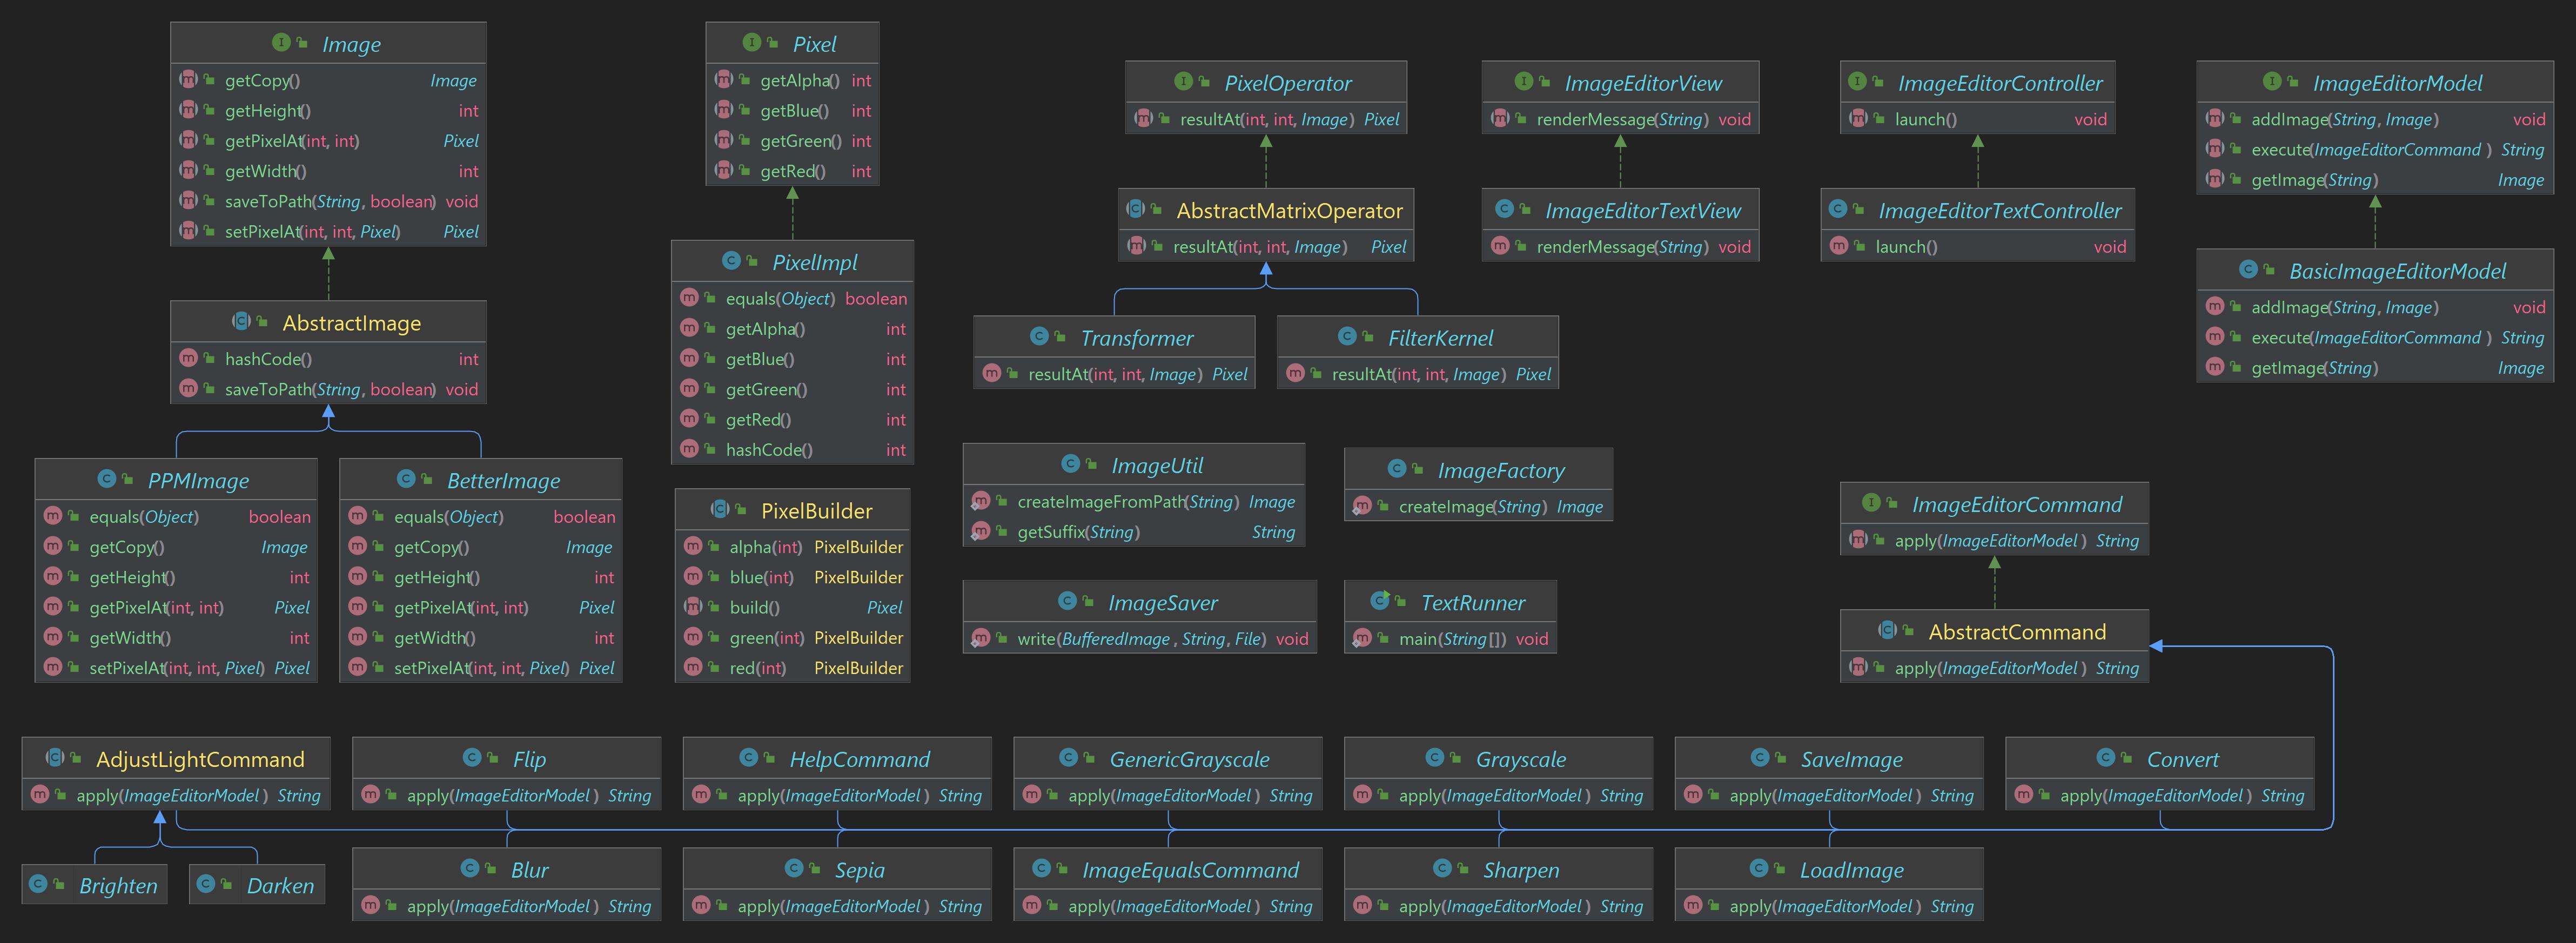 Image
getCopy() Image
getHeight() int
getPixelAt(int, int) Pixel
getWidth() int
saveToPath(String, boolean) void
setPixelAt(int, int, Pixel) Pixel
AbstractImage
hashCode() int
saveToPath(String, boolean) void
PPMImage
equals(Object) boolean
getCopy() Image
getHeight() int
getPixelAt(int, int) Pixel
getWidth() int
setPixelAt(int, int, Pixel) Pixel
BetterImage
equals(Object) boolean
getCopy() Image
getHeight() int
getPixelAt(int, int) Pixel
getWidth() int
setPixelAt(int, int, Pixel) Pixel
Pixel
getAlpha() int
getBlue() int
getGreen() int
getRed() int
PixelImpl
equals(Object) boolean
getAlpha() int
getBlue() int
getGreen() int
getRed() int
hashCode() int
PixelBuilder
alpha(int) PixelBuilder
blue(int) PixelBuilder
build() Pixel
green(int) PixelBuilder
red(int) PixelBuilder
PixelOperator
resultAt(int, int, Image) Pixel
AbstractMatrixOperator
resultAt(int, int, Image) Pixel
Transformer
resultAt(int, int, Image) Pixel
FilterKernel
resultAt(int, int, Image) Pixel
ImageUtil
createImageFromPath(String) Image
getSuffix(String) String
ImageFactory
createImage(String) Image
ImageSaver
write(BufferedImage, String, File) void
TextRunner
main(String[]) void
ImageEditorView
renderMessage(String) void
ImageEditorTextView
renderMessage(String) void
ImageEditorController
launch() void
ImageEditorTextController
launch() void
ImageEditorModel
addImage(String, Image) void
execute(ImageEditorCommand) String
getImage(String) Image
BasicImageEditorModel
addImage(String, Image) void
execute(ImageEditorCommand) String
getImage(String) Image
ImageEditorCommand
apply(ImageEditorModel) String
AbstractCommand
apply(ImageEditorModel) String
AdjustLightCommand
apply(ImageEditorModel) String
Flip
apply(ImageEditorModel) String
HelpCommand
apply(ImageEditorModel) String
GenericGrayscale
apply(ImageEditorModel) String
Grayscale
apply(ImageEditorModel) String
SaveImage
apply(ImageEditorModel) String
Convert
apply(ImageEditorModel) String
Brighten
Darken
Blur
apply(ImageEditorModel) String
Sepia
apply(ImageEditorModel) String
ImageEqualsCommand
apply(ImageEditorModel) String
Sharpen
apply(ImageEditorModel) String
LoadImage
apply(ImageEditorModel) String